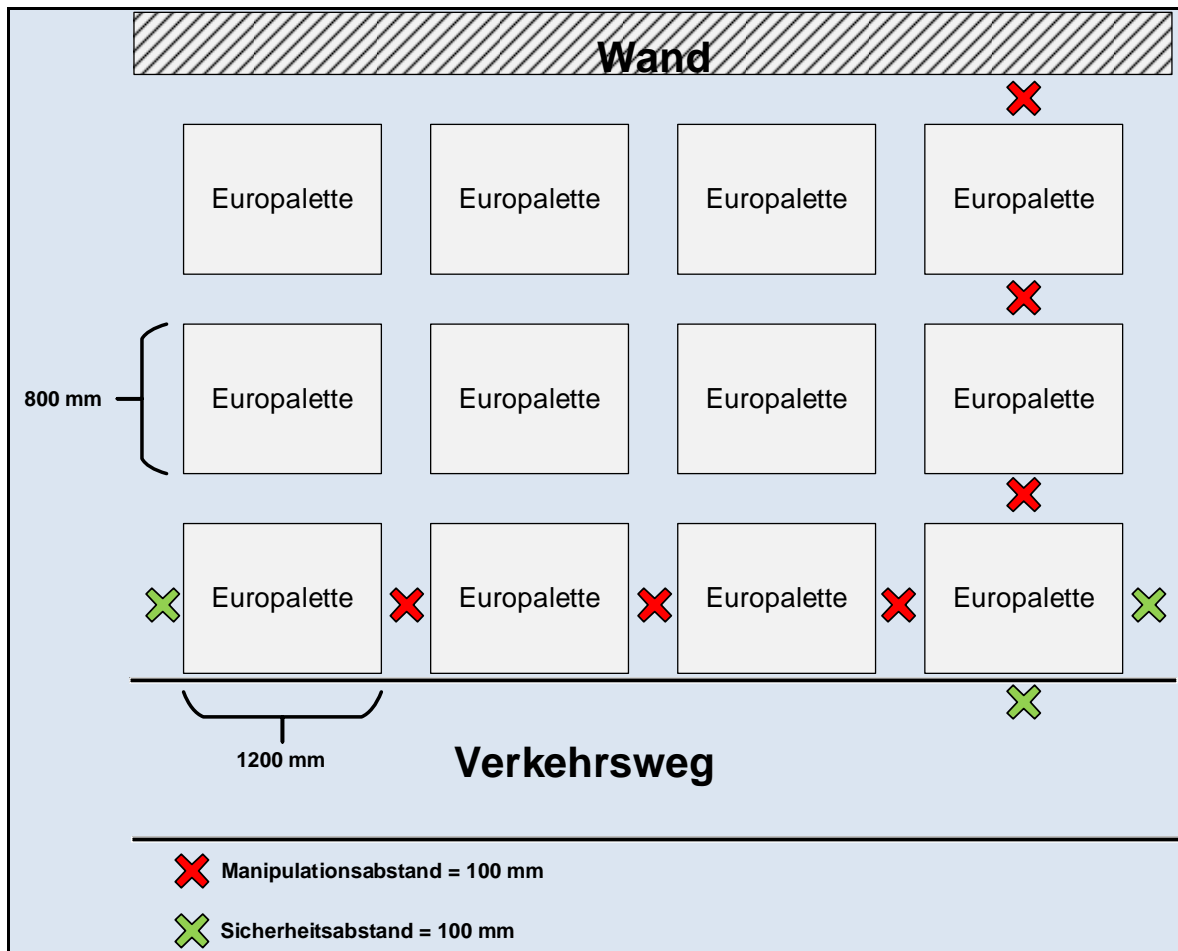 Wand
Europalette Europalette Europalette Europalette
800 mm Europalette Europalette Europalette Europalette
Europalette Europalette Europalette Europalette
1200 mm
Verkehrsweg
Manipulationsabstand = 100 mm
Sicherheitsabstand = 100 mm